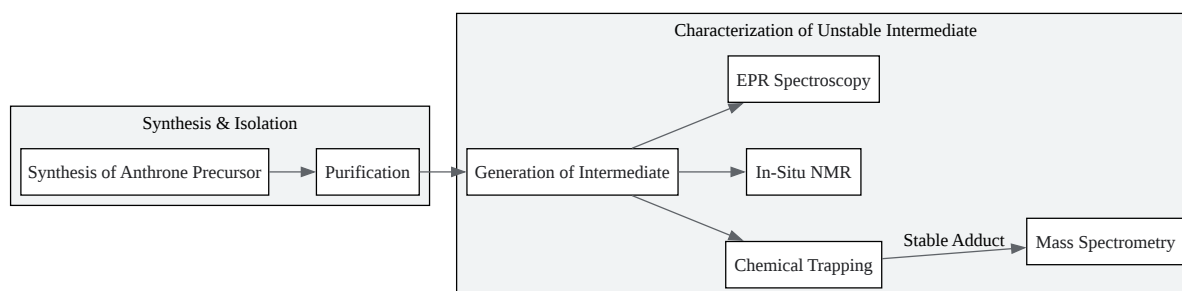 Characterization of Unstable Intermediate
EPR Spectroscopy
Synthesis & Isolation
Synthesis of Anthrone Precursor
Purification
Generation of Intermediate
In-Situ NMR
Chemical Trapping
Stable Adduct
Mass Spectrometry